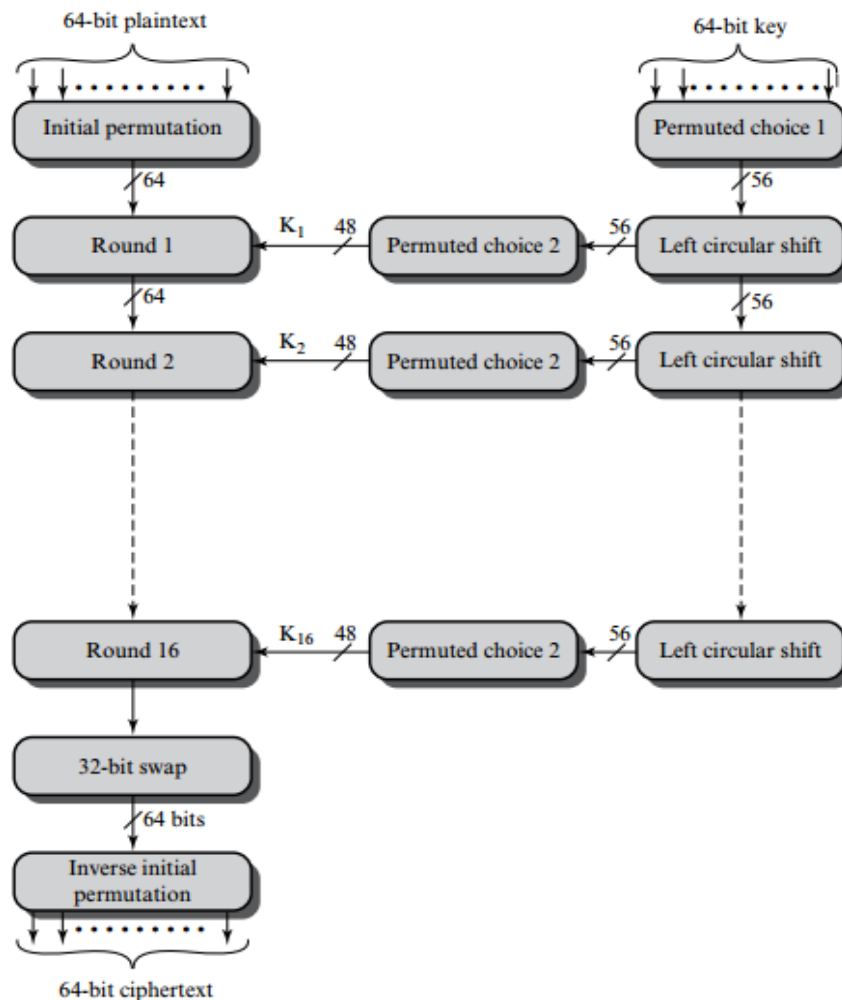 64-bit plaintext
64-bit key
Initial permutation
Permuted choice 1
64
56
Round 1
K1
48
Permuted choice 2
56
Left circular shift
64
56
Round 2
K2
48
Permuted choice 2
56
Left circular shift
Round 16
K16
48
Permuted choice 2
56
Left circular shift
32-bit swap
64 bits
Inverse initial
permutation
64-bit ciphertext